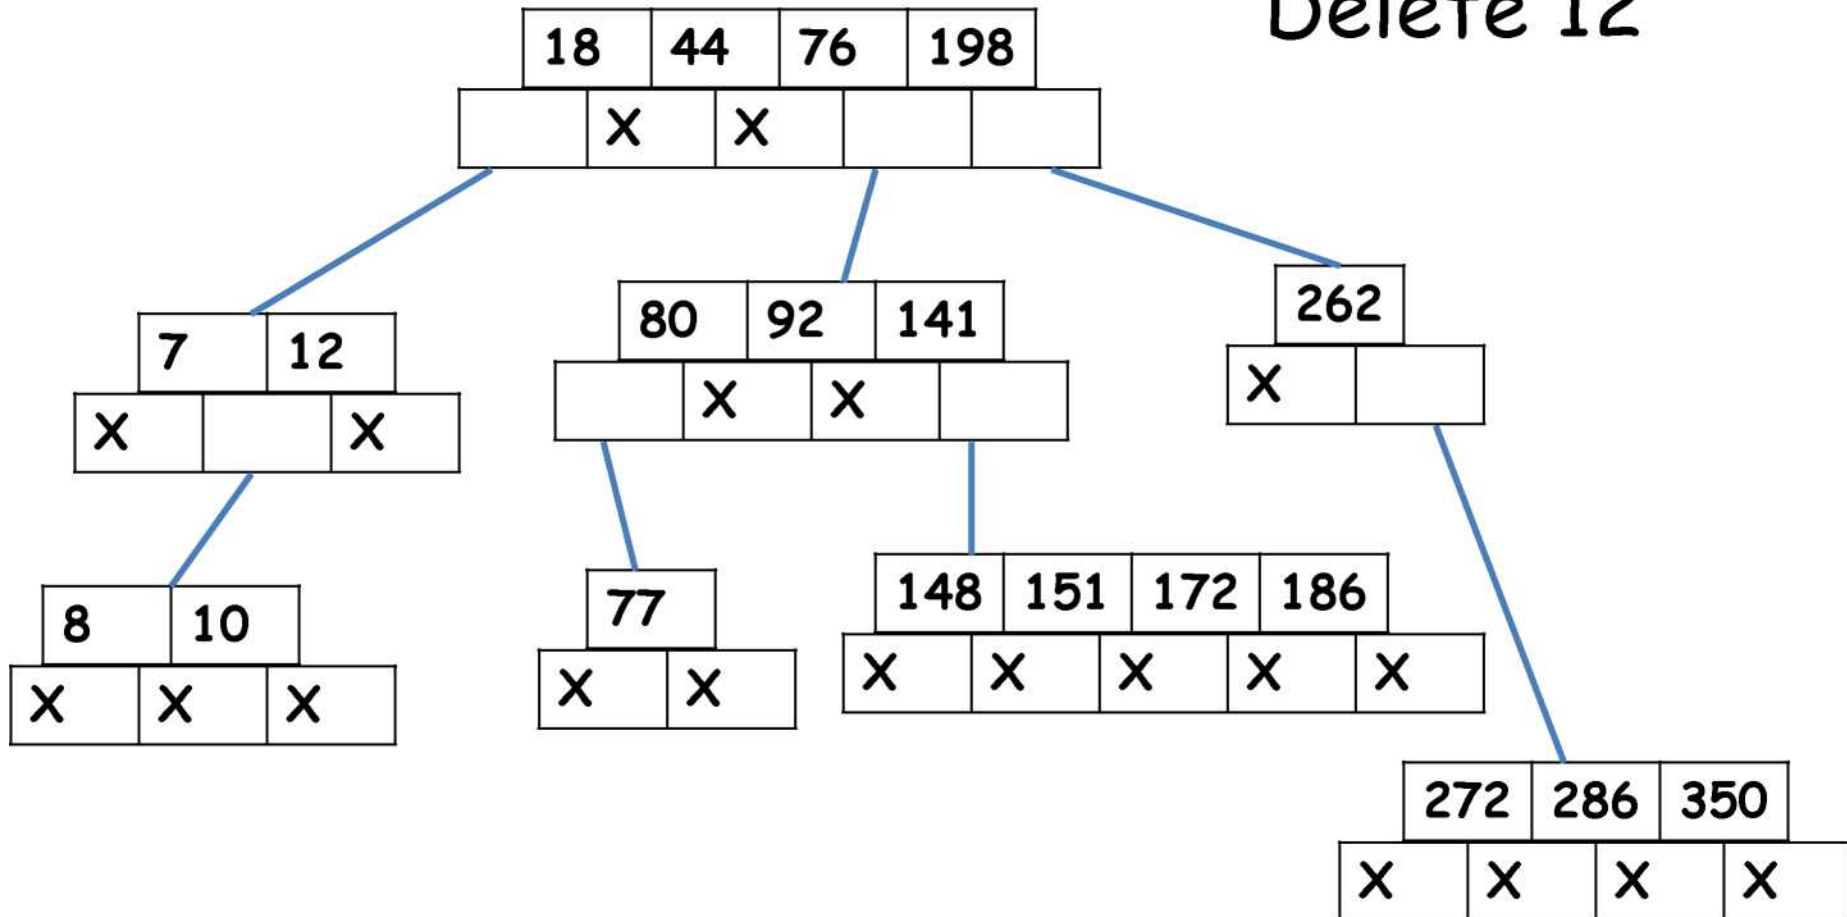 Delete 12
18 44 76 198
X X
7 12
X X
80 92 141
X X
262
X
8 10
X X X
77
X X
148 151 172 186
X X X X X
272 286 350
X X X X